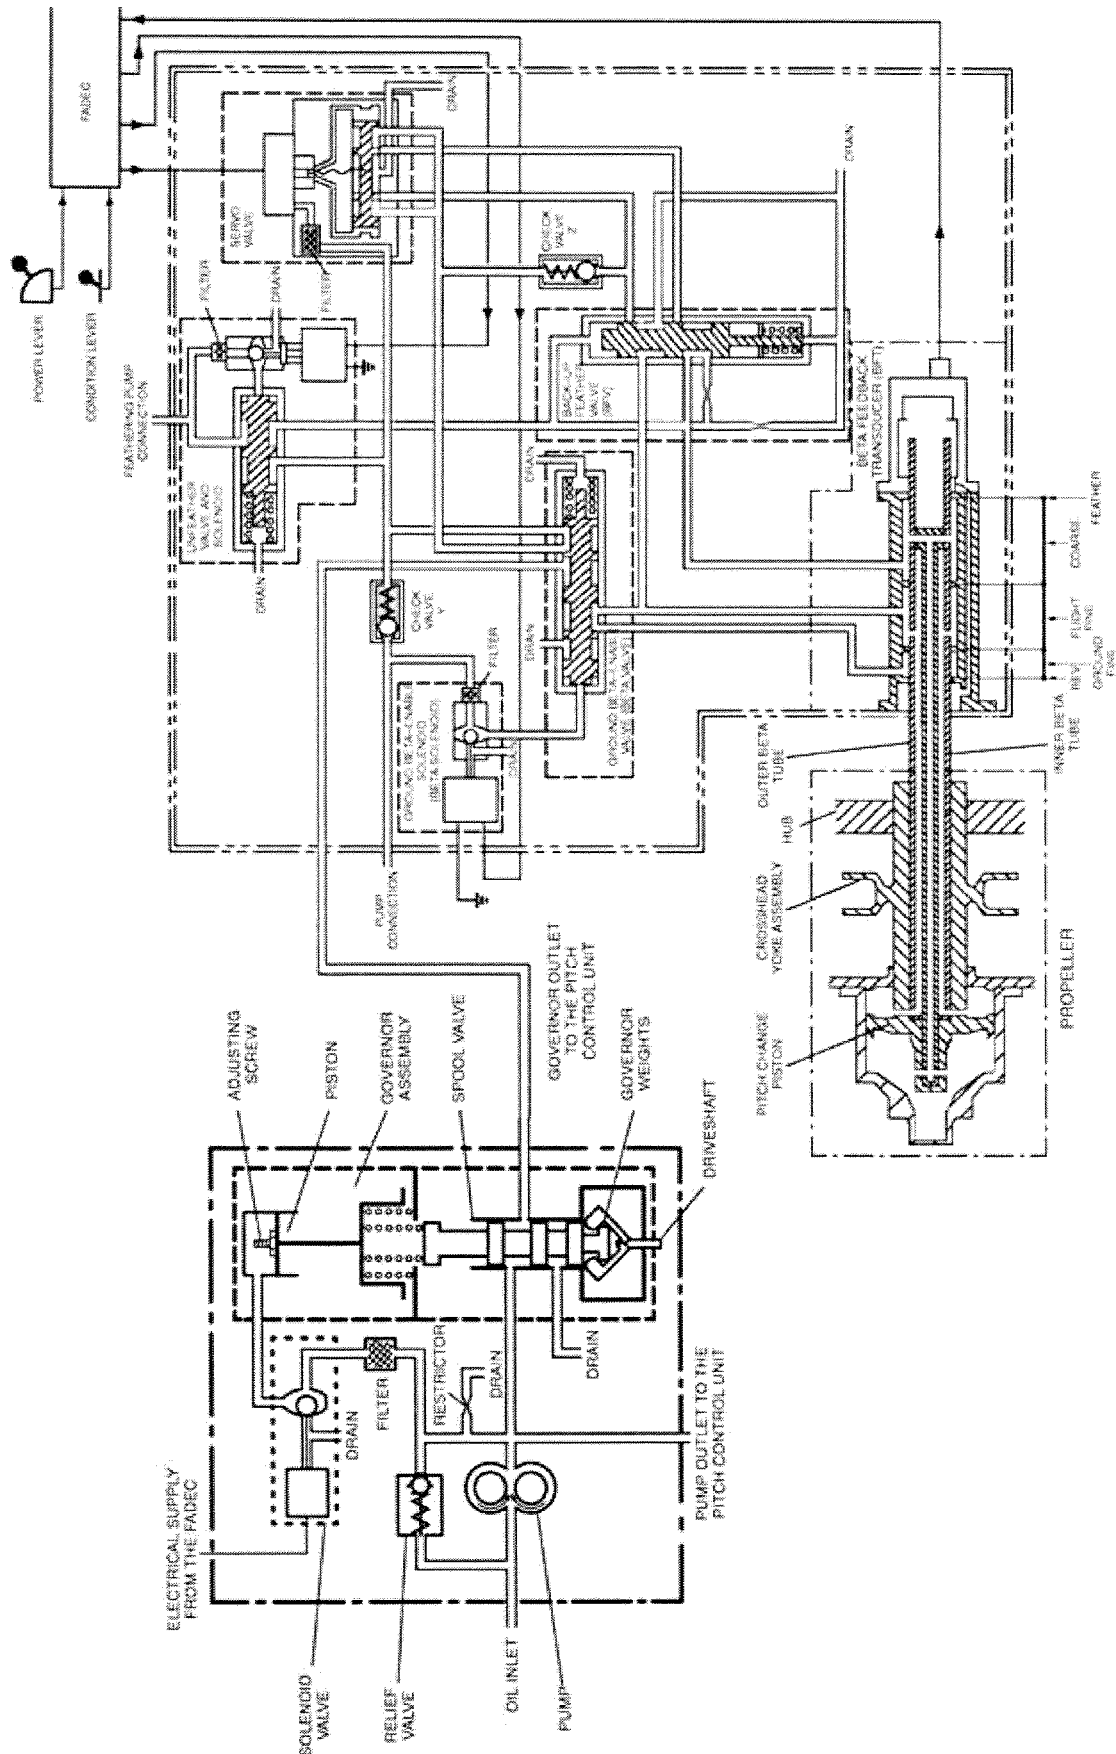 FADEC
POWER LEVER
CONDITION LEVER
SERVO
VALVE
FILTER
DRAIN
FILTER
DRAIN
FEATHERING PUMP
CONNECTION
UNFEATHER
VALVE AND
SOLENOID
DRAIN
CHECK
VALVE
Z
DRAIN
BACK-UP
FEATHER
VALVE
(BFV)
BETA FEEDBACK
TRANSDUCER (BFT)
DRAIN
DRAIN
CHECK
VALVE
Y
FILTER
GROUND BETA-ENABLE
SOLENOID
(BETA SOLENOID)
DRAIN
GROUND BETA-ENABLE
VALVE (BETA VALVE)
PUMP
CONNECTION
FEATHER
COARSE
FLIGHT
FINE
GROUND
FINE
REV
INNER BETA
TUBE
OUTER BETA
TUBE
HUB
CROSSHEAD
YOKE ASSEMBLY
PITCH CHANGE
PISTON
PROPELLER
GOVERNOR OUTLET
TO THE PITCH
CONTROL UNIT
ADJUSTING
SCREW
PISTON
GOVERNOR
ASSEMBLY
SPOOL VALVE
GOVERNOR
WEIGHTS
DRIVESHAFT
ELECTRICAL SUPPLY
FROM THE FADEC
DRAIN
FILTER
RESTRICTOR
DRAIN
DRAIN
PUMP OUTLET TO THE
PITCH CONTROL UNIT
SOLENOID
VALVE
RELIEF
VALVE
OIL INLET
PUMP